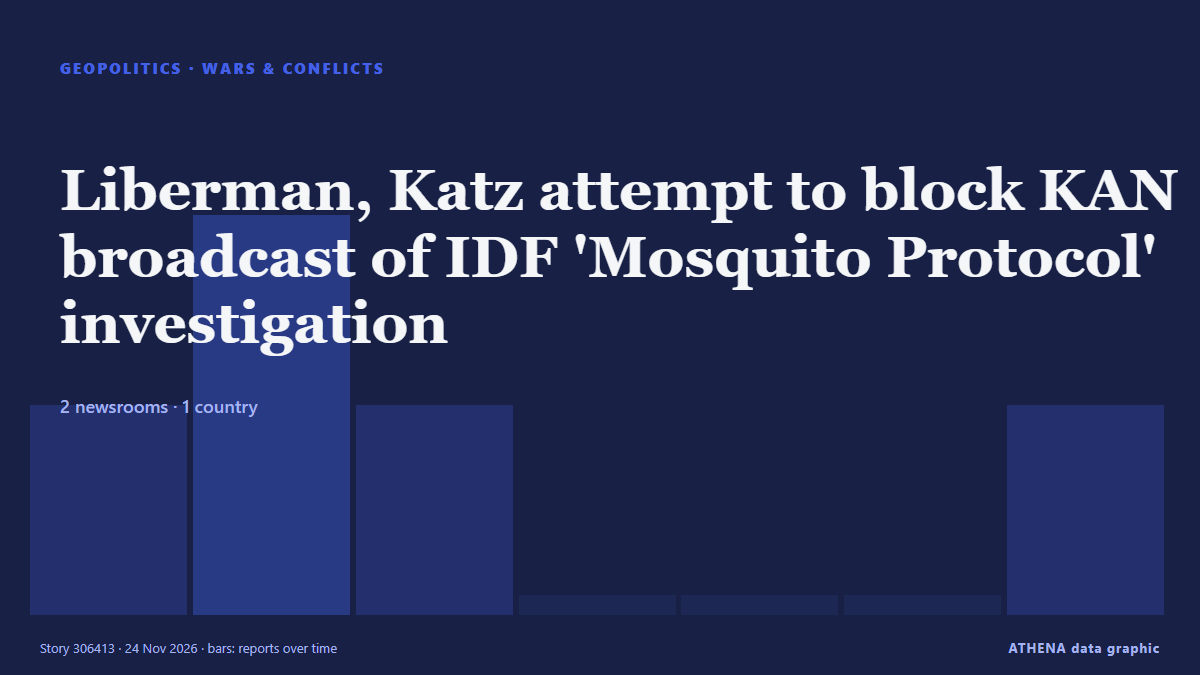 GEOPOLITICS · WARS & CONFLICTS
Liberman, Katz attempt to block KAN
broadcast of IDF 'Mosquito Protocol'
investigation
2 newsrooms · 1 country
Story 306413 · 24 Nov 2026 · bars: reports over time
ATHENA data graphic